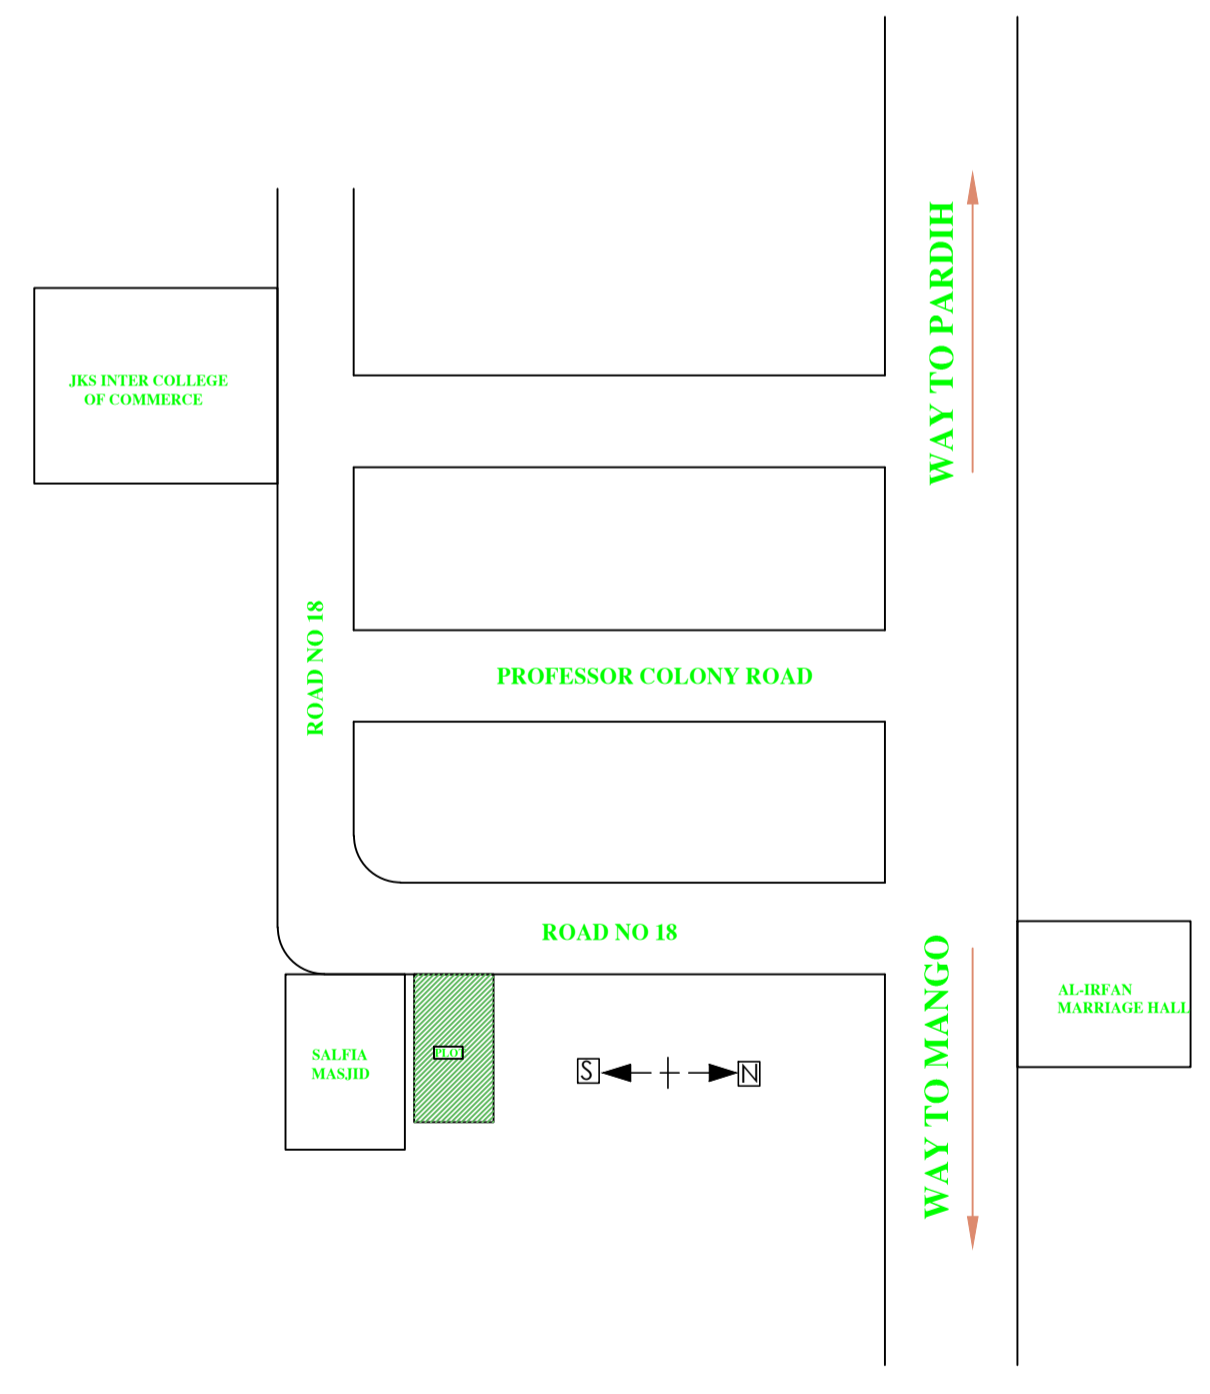 WAY TO PARDIH
JKS INTER COLLEGE
OF COMMERCE
ROAD NO 18
PROFESSOR COLONY ROAD
ROAD NO 18
WAY TO MANGO
AL-IRFAN
MARRIAGE HALL
SALFIA
MASJID
PLOT
S
N